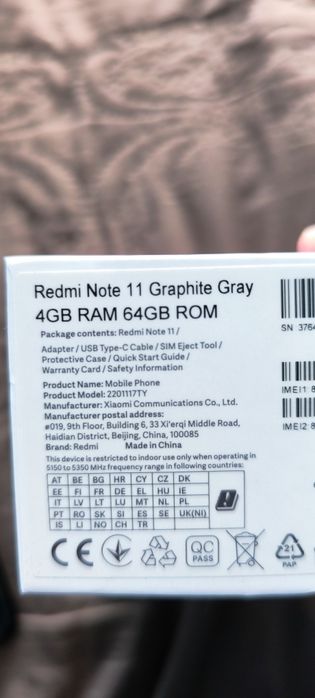 Redmi Note 11 Graphite Gray
4GB RAM 64GB ROM
Package contents: Redmi Note 11 /
Adapter / USB Type-C Cable / SIM Eject Tool /
Protective Case / Quick Start Guide /
Warranty Card / Safety Information
Product Name: Mobile Phone
Product Model: 2201117TY
Manufacturer: Xiaomi Communications Co., Ltd.
Manufacturer postal address:
#019, 9th Floor, Building 6, 33 Xi'erqi Middle Road,
Haidian District, Beijing, China, 100085
Brand: Redmi Made in China
This device is restricted to indoor use only when operating in
5150 to 5350 MHz frequency range in following countries:
AT BE BG HR CY CZ DK
EE FI FR DE EL HU IE
IT LV LT LU MT NL PL
PT RO SK SI ES SE UK(NI)
IS LI NO CH TR
CE
QC
PASS
21
PAP
SN 3764
IMEI1 8
IMEI2 8